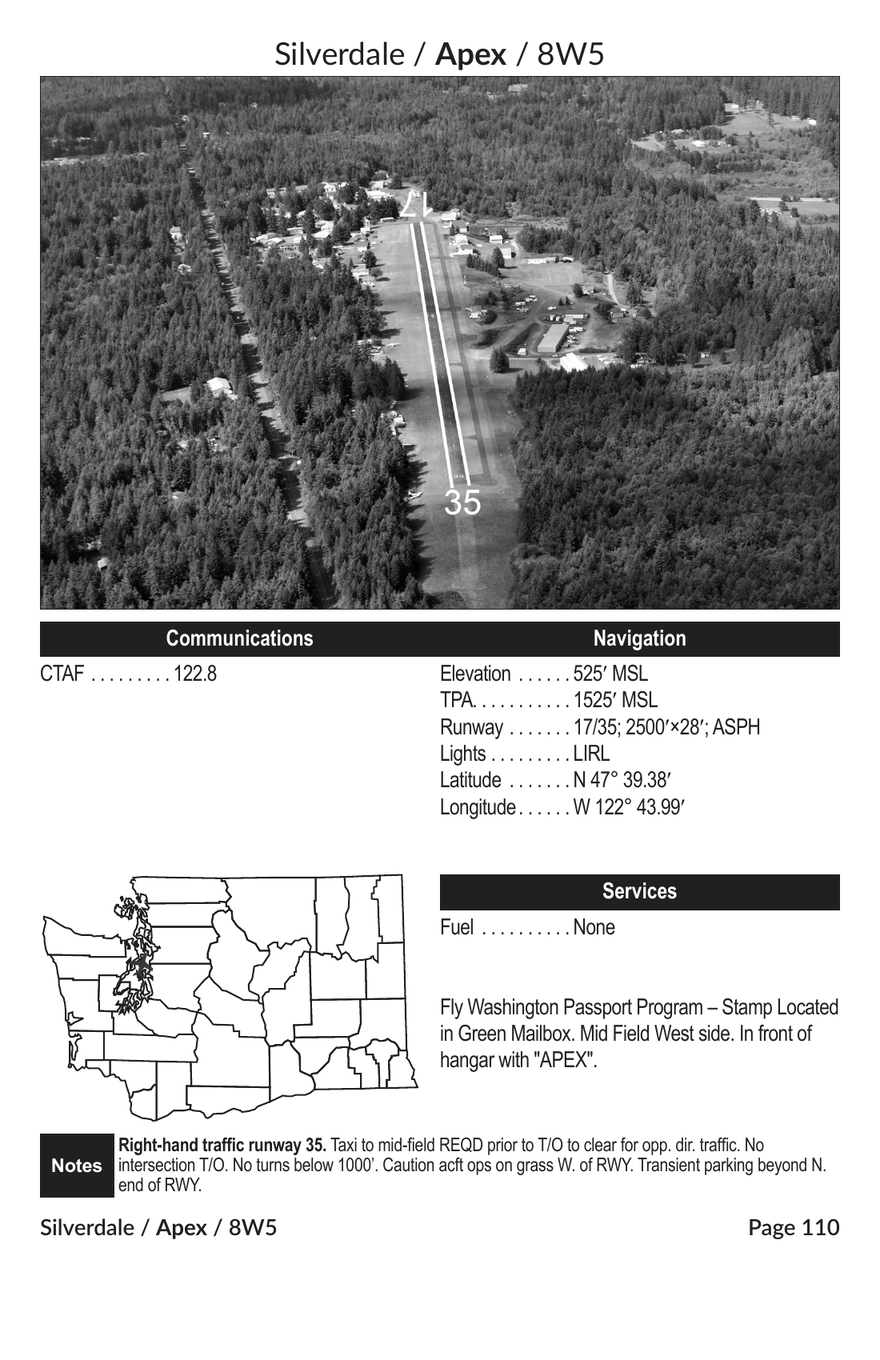 Silverdale / Apex / 8W5
17
35
Communications
CTAF . . . . . . . . . 122.8
Navigation
Elevation . . . . . . 525′ MSL
TPA. . . . . . . . . . . 1525′ MSL
Runway . . . . . . . 17/35; 2500′×28′; ASPH
Lights . . . . . . . . . LIRL
Latitude . . . . . . . N 47° 39.38′
Longitude . . . . . . W 122° 43.99′
Services
Fuel . . . . . . . . . . None
Fly Washington Passport Program – Stamp Located
in Green Mailbox. Mid Field West side. In front of
hangar with "APEX".
Notes
Right-hand traffic runway 35. Taxi to mid-field REQD prior to T/O to clear for opp. dir. traffic. No
intersection T/O. No turns below 1000’. Caution acft ops on grass W. of RWY. Transient parking beyond N.
end of RWY.
Silverdale / Apex / 8W5
Page 110